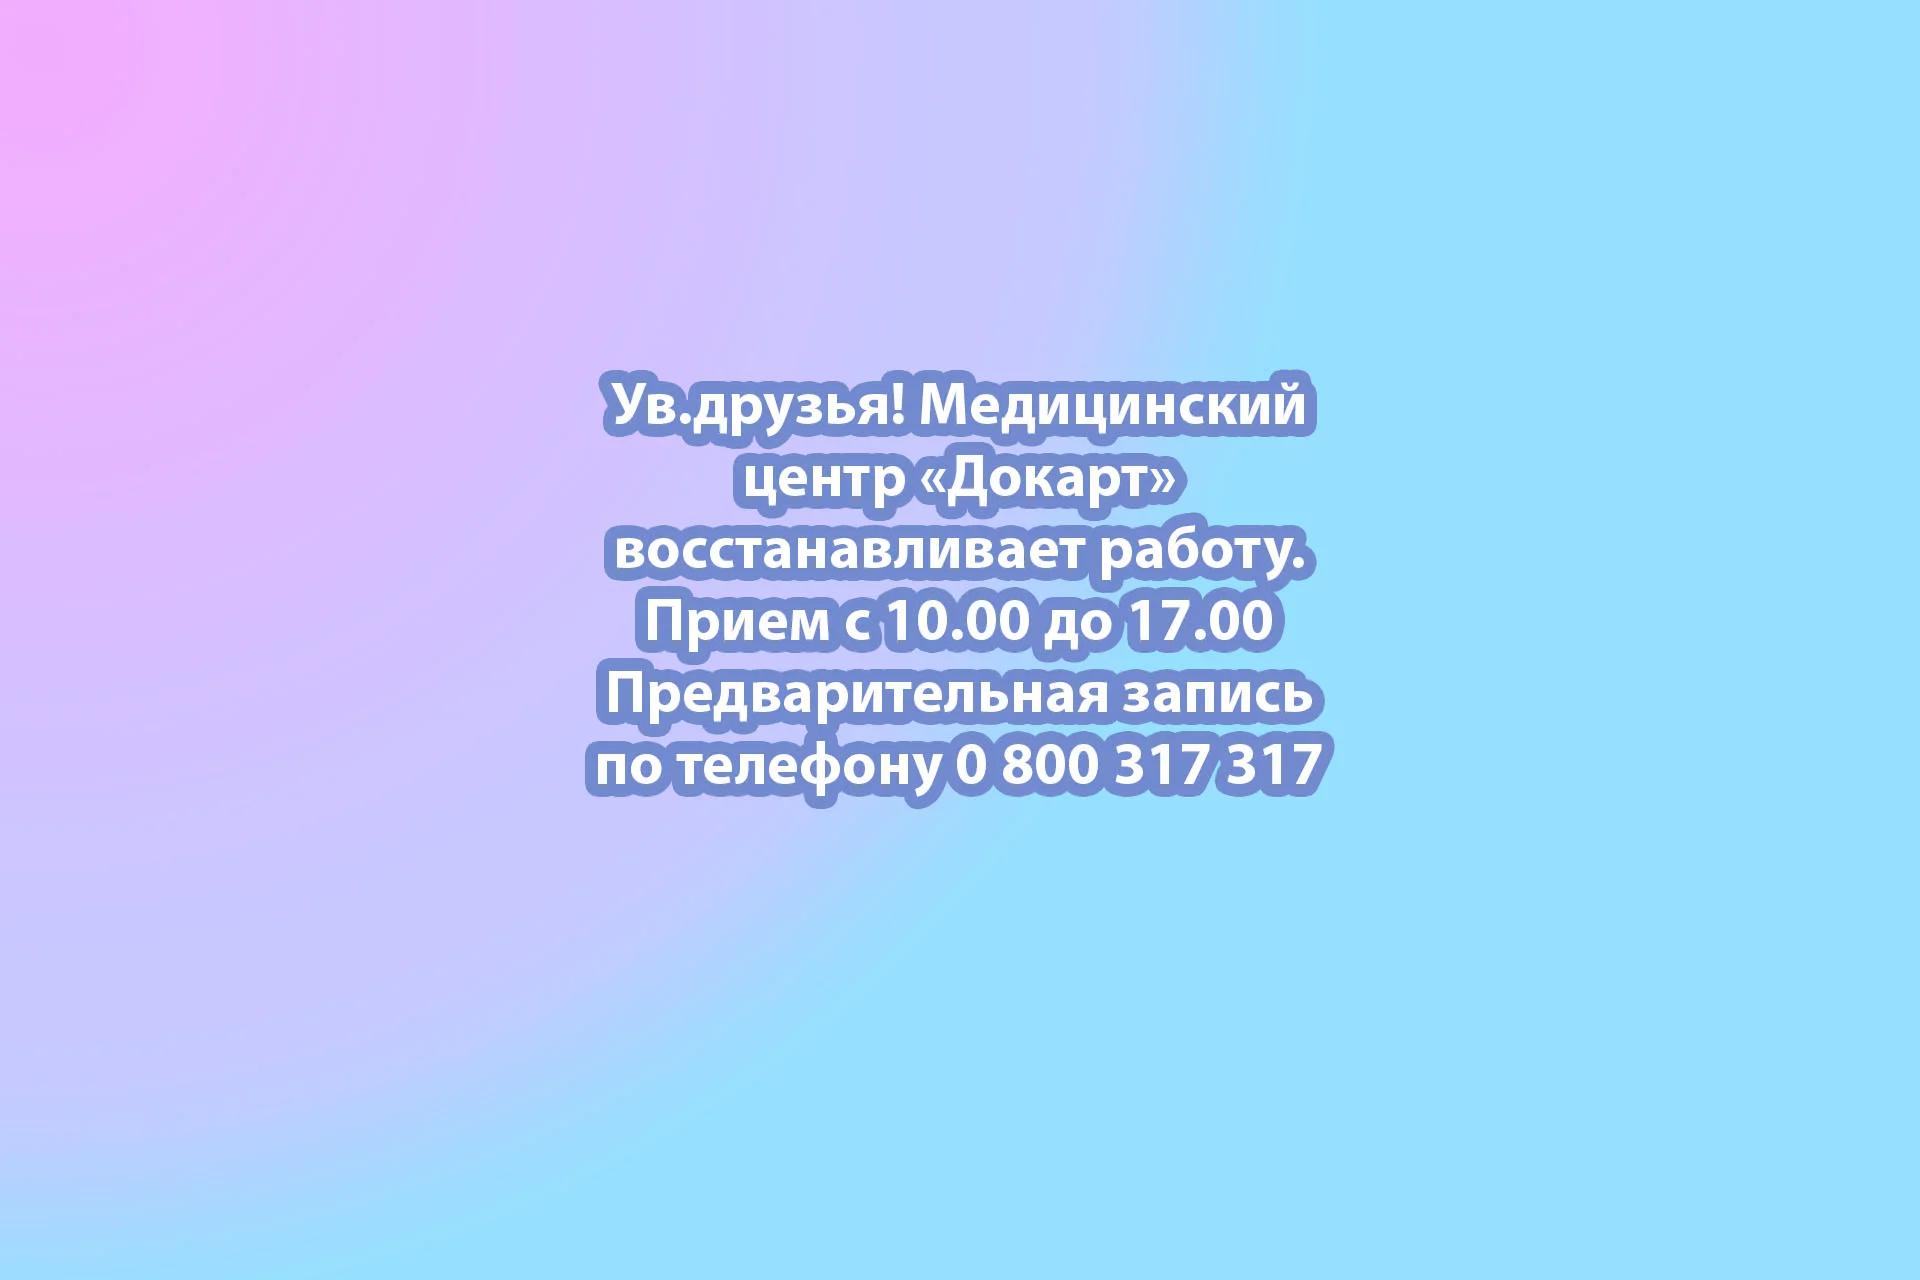 Ув.друзья! Медицинский
центр «Докарт»
восстанавливает работу.
Прием с 10.00 до 17.00
Предварительная запись
по телефону 0 800 317 317